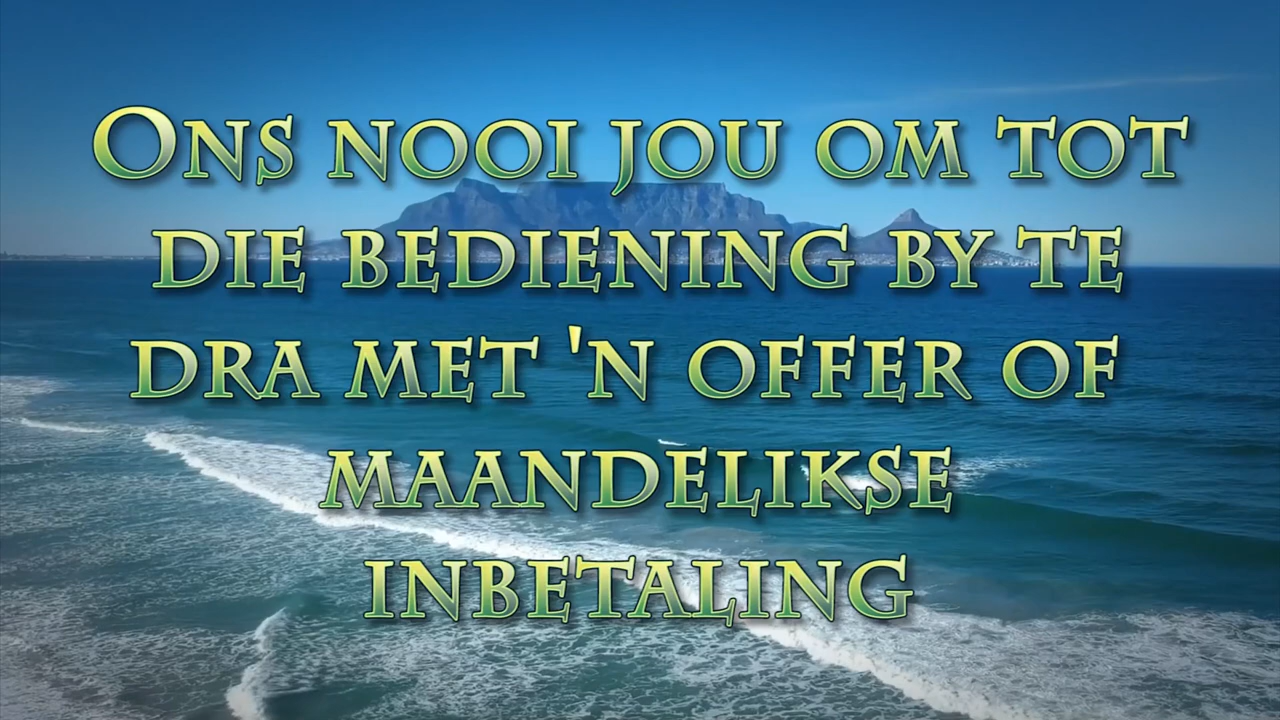 Ons nooi jou om tot
die bediening by te
dra met 'n offer of
maandelikse
inbetaling